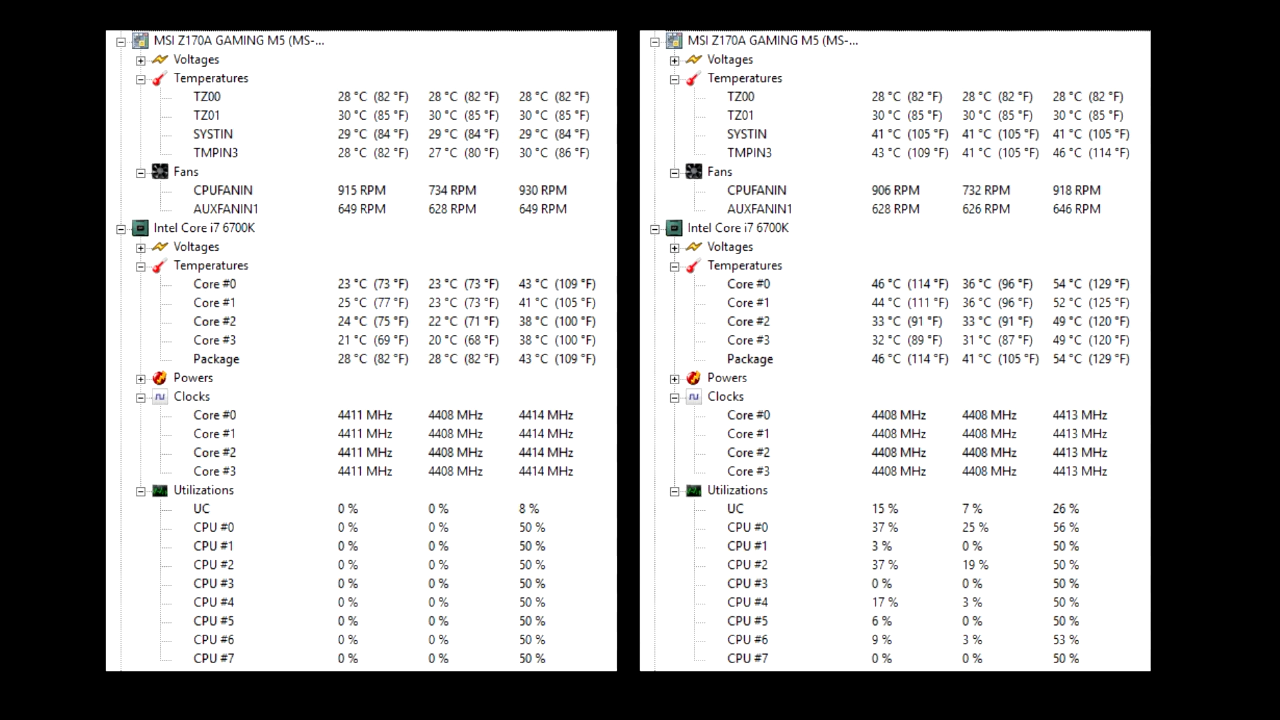 MSI Z170A GAMING M5 (MS-...
Voltages
Temperatures
TZ00 28 °C (82 °F) 28 °C (82 °F) 28 °C (82 °F)
TZ01 30 °C (85 °F) 30 °C (85 °F) 30 °C (85 °F)
SYSTIN 29 °C (84 °F) 29 °C (84 °F) 29 °C (84 °F)
TMPIN3 28 °C (82 °F) 27 °C (80 °F) 30 °C (86 °F)
Fans
CPUFANIN 915 RPM 734 RPM 930 RPM
AUXFANIN1 649 RPM 628 RPM 649 RPM
Intel Core i7 6700K
Voltages
Temperatures
Core #0 23 °C (73 °F) 23 °C (73 °F) 43 °C (109 °F)
Core #1 25 °C (77 °F) 23 °C (73 °F) 41 °C (105 °F)
Core #2 24 °C (75 °F) 22 °C (71 °F) 38 °C (100 °F)
Core #3 21 °C (69 °F) 20 °C (68 °F) 38 °C (100 °F)
Package 28 °C (82 °F) 28 °C (82 °F) 43 °C (109 °F)
Powers
Clocks
Core #0 4411 MHz 4408 MHz 4414 MHz
Core #1 4411 MHz 4408 MHz 4414 MHz
Core #2 4411 MHz 4408 MHz 4414 MHz
Core #3 4411 MHz 4408 MHz 4414 MHz
Utilizations
UC 0 % 0 % 8 %
CPU #0 0 % 0 % 50 %
CPU #1 0 % 0 % 50 %
CPU #2 0 % 0 % 50 %
CPU #3 0 % 0 % 50 %
CPU #4 0 % 0 % 50 %
CPU #5 0 % 0 % 50 %
CPU #6 0 % 0 % 50 %
CPU #7 0 % 0 % 50 %
MSI Z170A GAMING M5 (MS-...
Voltages
Temperatures
TZ00 28 °C (82 °F) 28 °C (82 °F) 28 °C (82 °F)
TZ01 30 °C (85 °F) 30 °C (85 °F) 30 °C (85 °F)
SYSTIN 41 °C (105 °F) 41 °C (105 °F) 41 °C (105 °F)
TMPIN3 43 °C (109 °F) 41 °C (105 °F) 46 °C (114 °F)
Fans
CPUFANIN 906 RPM 732 RPM 918 RPM
AUXFANIN1 628 RPM 626 RPM 646 RPM
Intel Core i7 6700K
Voltages
Temperatures
Core #0 46 °C (114 °F) 36 °C (96 °F) 54 °C (129 °F)
Core #1 44 °C (111 °F) 36 °C (96 °F) 52 °C (125 °F)
Core #2 33 °C (91 °F) 33 °C (91 °F) 49 °C (120 °F)
Core #3 32 °C (89 °F) 31 °C (87 °F) 49 °C (120 °F)
Package 46 °C (114 °F) 41 °C (105 °F) 54 °C (129 °F)
Powers
Clocks
Core #0 4408 MHz 4408 MHz 4413 MHz
Core #1 4408 MHz 4408 MHz 4413 MHz
Core #2 4408 MHz 4408 MHz 4413 MHz
Core #3 4408 MHz 4408 MHz 4413 MHz
Utilizations
UC 15 % 7 % 26 %
CPU #0 37 % 25 % 56 %
CPU #1 3 % 0 % 50 %
CPU #2 37 % 19 % 50 %
CPU #3 0 % 0 % 50 %
CPU #4 17 % 3 % 50 %
CPU #5 6 % 0 % 50 %
CPU #6 9 % 3 % 53 %
CPU #7 0 % 0 % 50 %